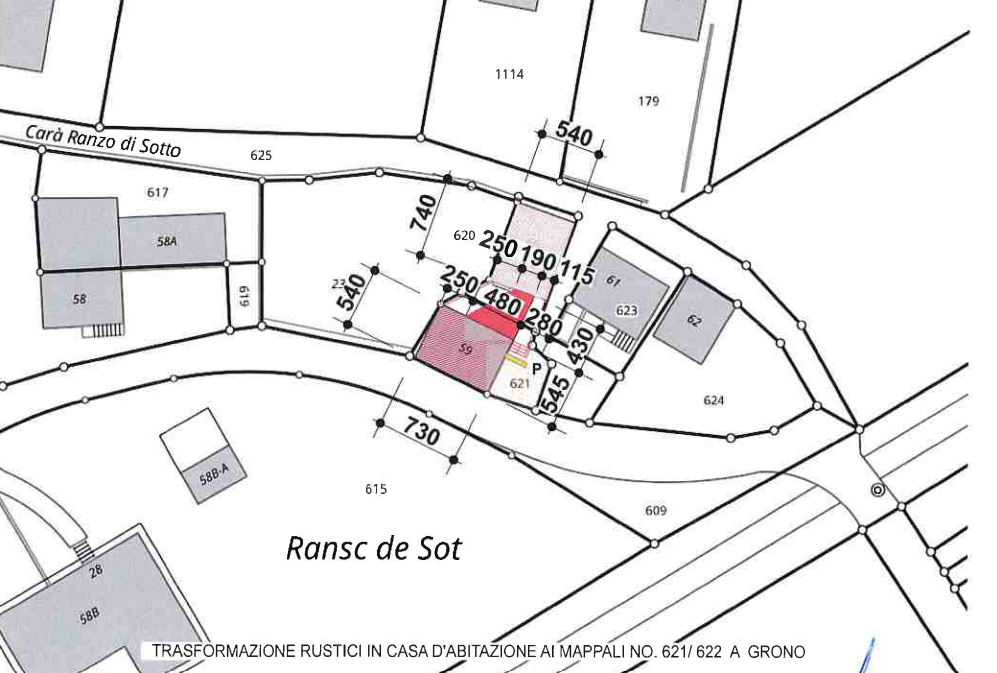 1114
179
540
Carà Ranzo di Sotto
625
617
740
620
58A
250 190 115
61
540
250 480 280
623
58
619
62
59
430
P
621
545
624
730
58B-A
615
609
Ransc de Sot
28
58B
TRASFORMAZIONE RUSTICI IN CASA D'ABITAZIONE AI MAPPALI NO. 621/ 622 A GRONO